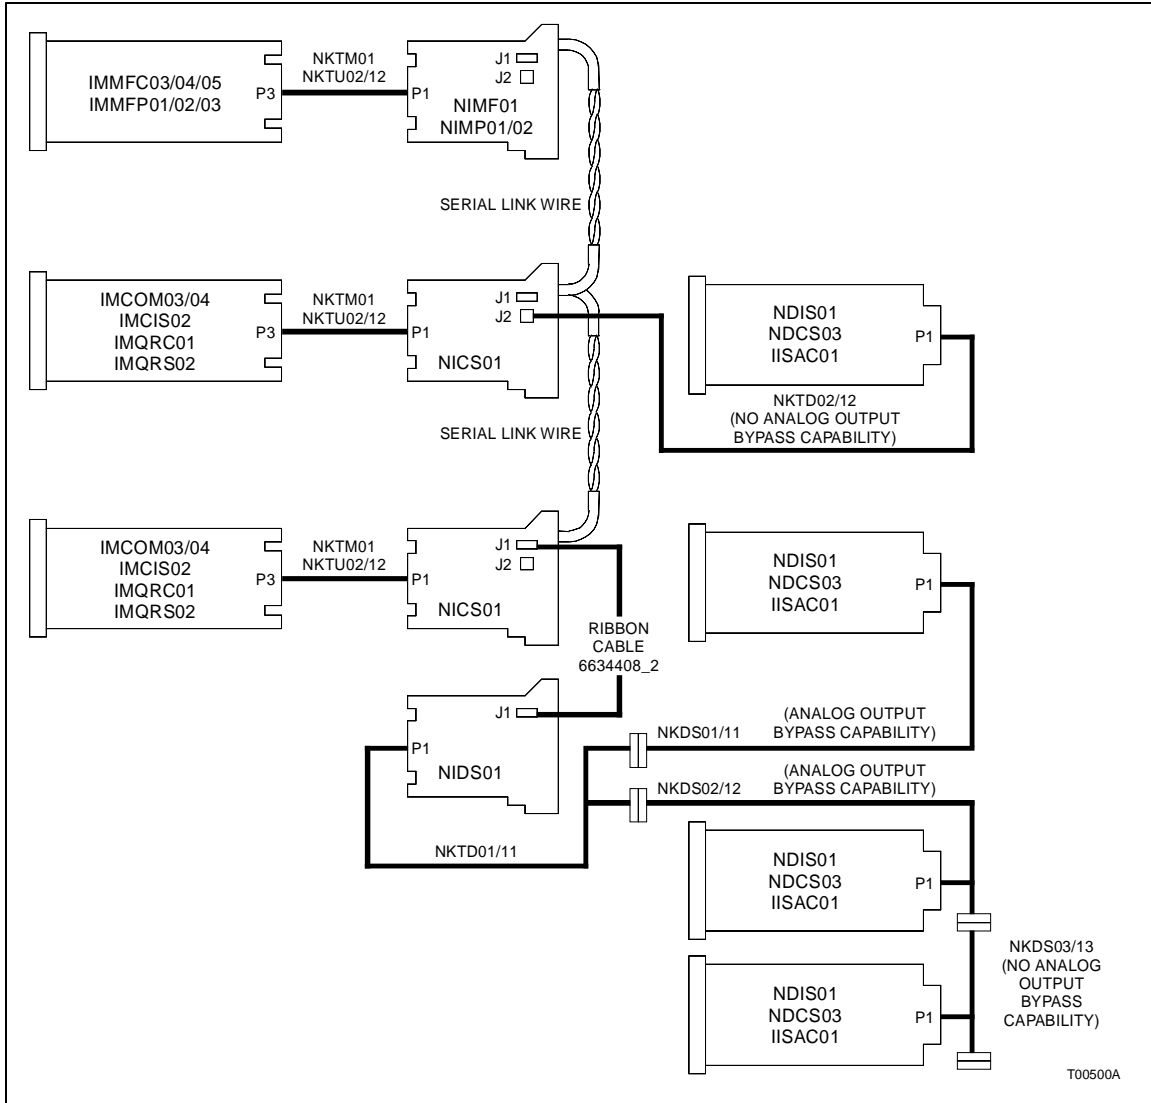 IMMFC03/04/05
IMMFP01/02/03
P3
NKTM01
NKTU02/12
P1
J1
J2
NIMF01
NIMP01/02
SERIAL LINK WIRE
IMCOM03/04
IMCIS02
IMQRC01
IMQRS02
P3
NKTM01
NKTU02/12
P1
J1
J2
NICS01
NDIS01
NDCS03
IISAC01
P1
NKTD02/12
(NO ANALOG OUTPUT
BYPASS CAPABILITY)
SERIAL LINK WIRE
IMCOM03/04
IMCIS02
IMQRC01
IMQRS02
P3
NKTM01
NKTU02/12
P1
J1
J2
NICS01
NDIS01
NDCS03
IISAC01
P1
RIBBON
CABLE
6634408_2
J1
P1
NIDS01
NKDS01/11
(ANALOG OUTPUT
BYPASS CAPABILITY)
NKDS02/12
(ANALOG OUTPUT
BYPASS CAPABILITY)
NKTD01/11
NDIS01
NDCS03
IISAC01
P1
NKDS03/13
(NO ANALOG
OUTPUT
BYPASS
CAPABILITY)
NDIS01
NDCS03
IISAC01
P1
T00500A